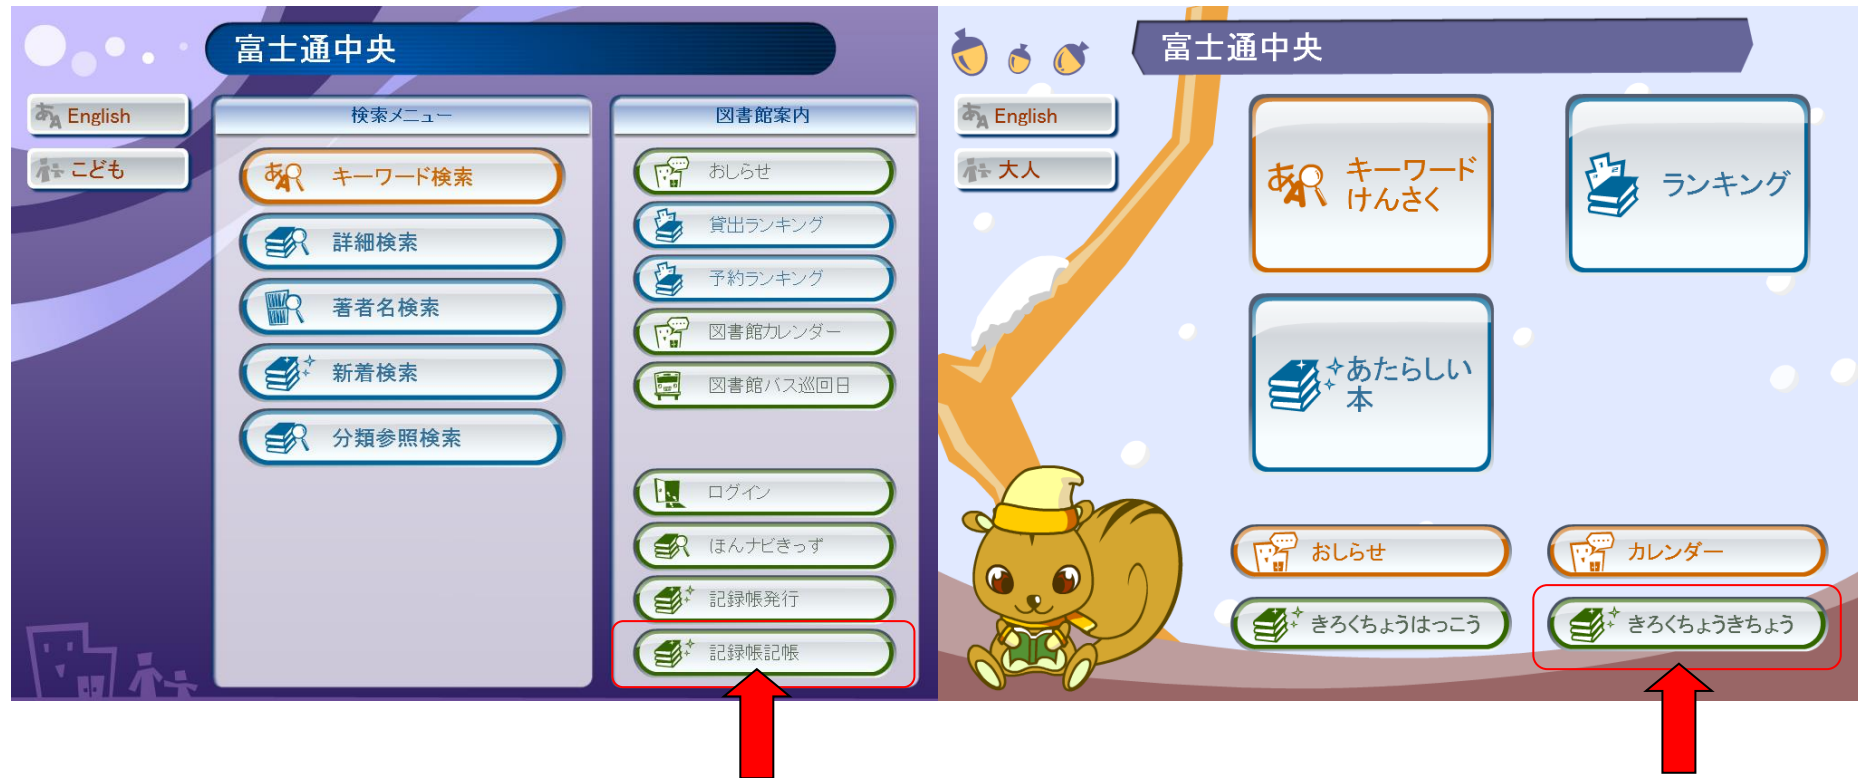 富士通中央
English
こども
検索メニュー
キーワード検索
詳細検索
著者名検索
新着検索
分類参照検索
図書館案内
おしらせ
貸出ランキング
予約ランキング
図書館カレンダー
図書館バス巡回日
ログイン
ほんナビきっず
記録帳発行
記録帳記帳
富士通中央
English
大人
キーワード
けんさく
ランキング
あたらしい
本
おしらせ
カレンダー
きろくちょうはっこう
きろくちょうきちょう